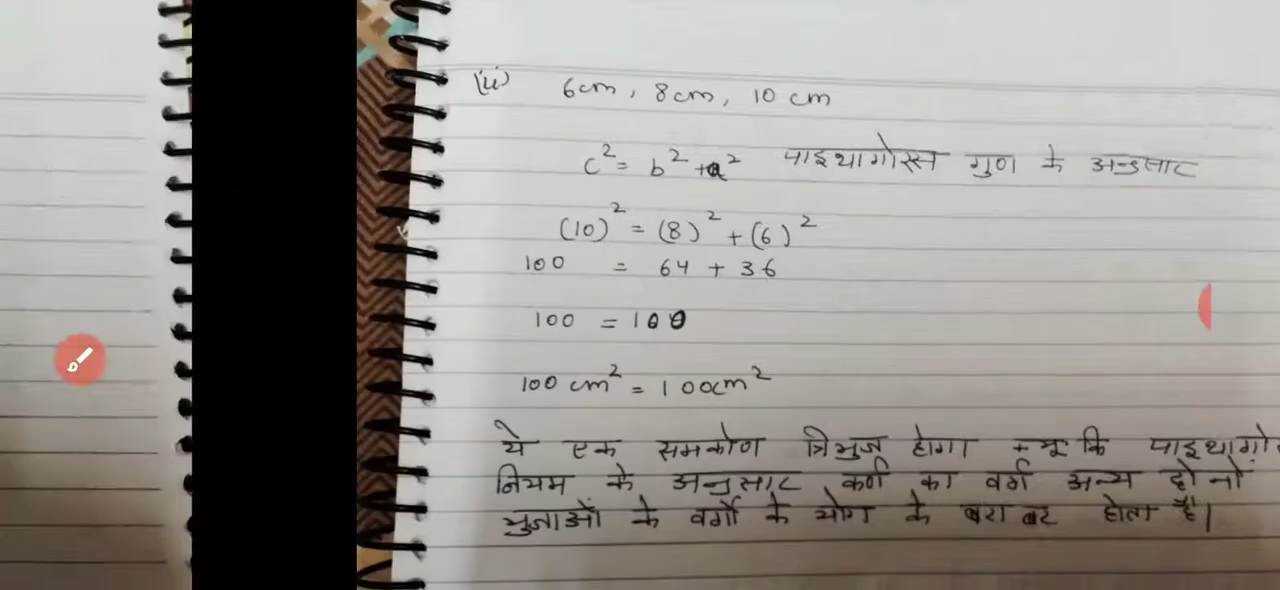 (ii) 6cm, 8cm, 10 cm
c² = b² + a² पाइथागोरस गुण के अनुसार
(10)² = (8)² + (6)²
100 = 64 + 36
100 = 100
100 cm² = 100cm²
ये एक समकोण त्रिभुज होगा क्यू कि पाइथागो
नियम के अनुसार कर्ण का वर्ग अन्य दो नो
भुजाओं के वर्गो के योग के बरा बर होता है।